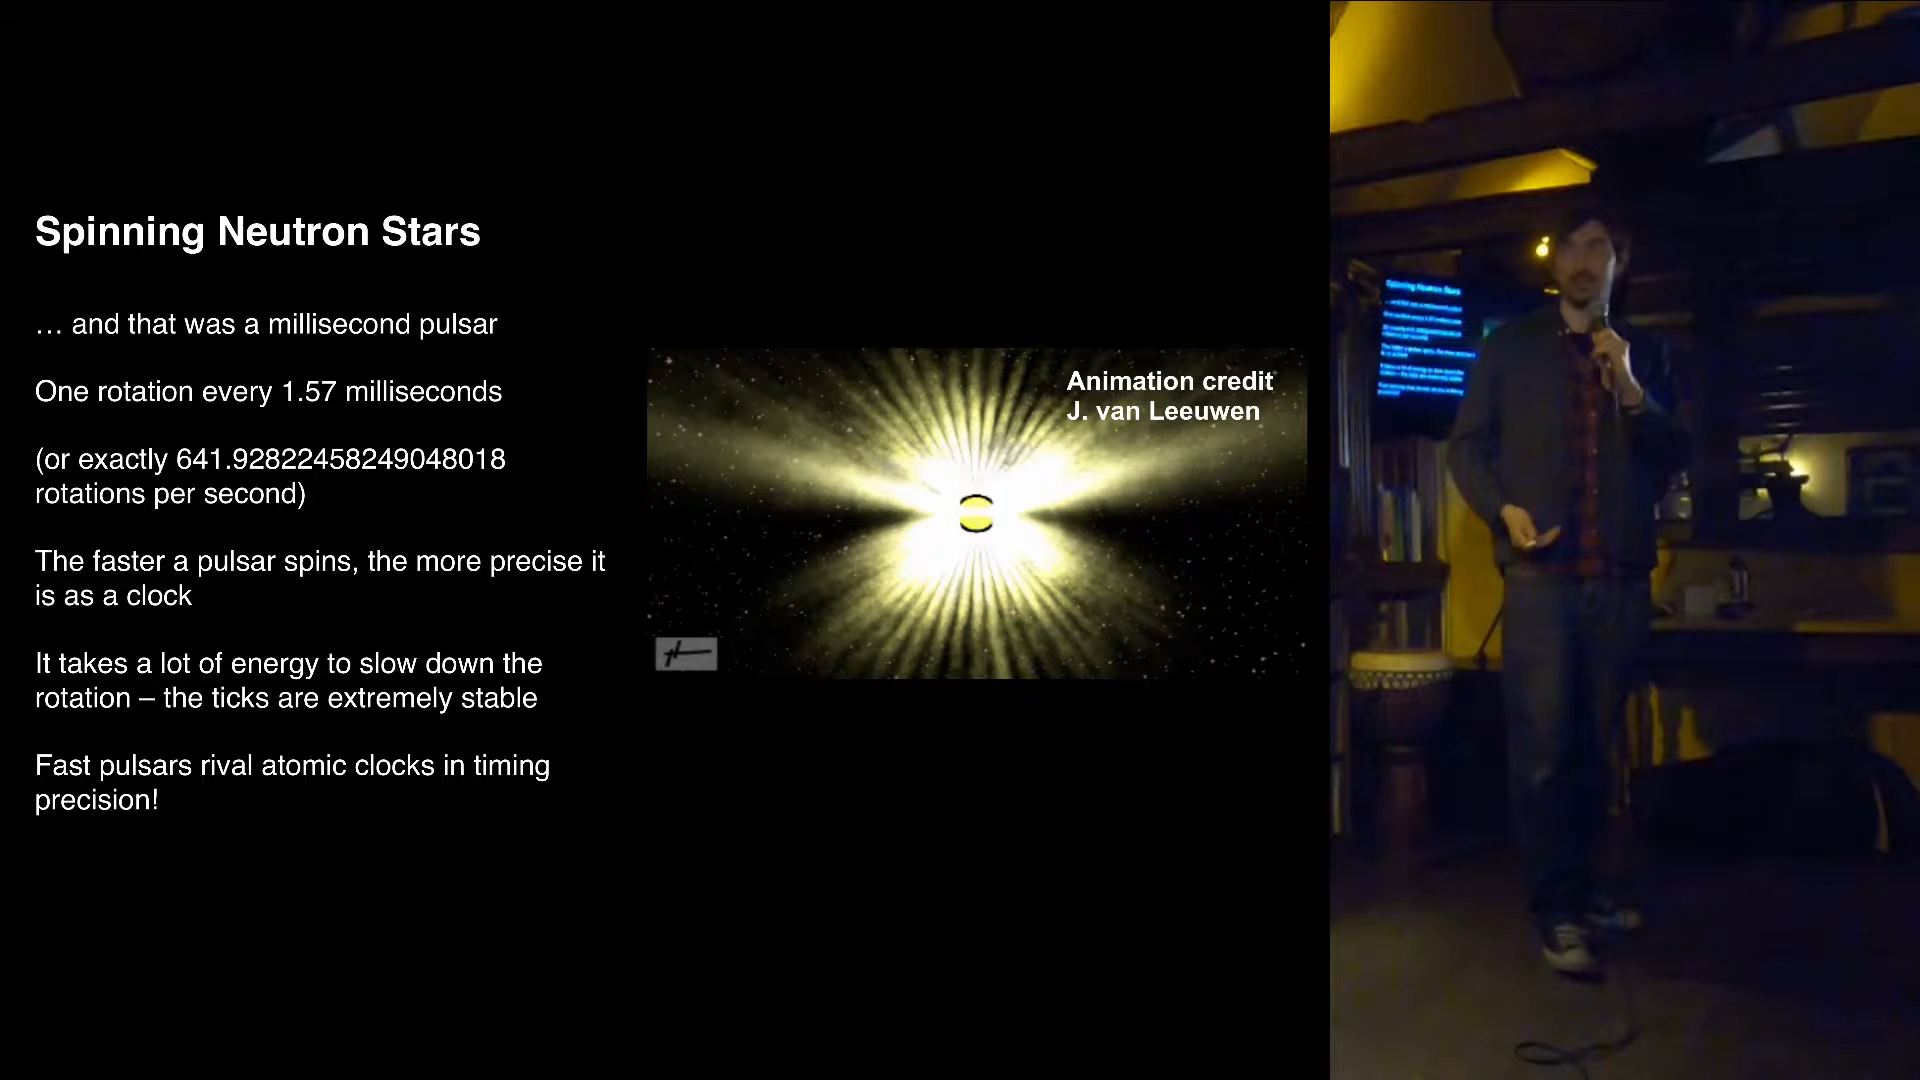 Spinning Neutron Stars
… and that was a millisecond pulsar
One rotation every 1.57 milliseconds
(or exactly 641.92822458249048018
rotations per second)
The faster a pulsar spins, the more precise it
is as a clock
It takes a lot of energy to slow down the
rotation – the ticks are extremely stable
Fast pulsars rival atomic clocks in timing
precision!
Animation credit
J. van Leeuwen
Spinning Neutron Stars